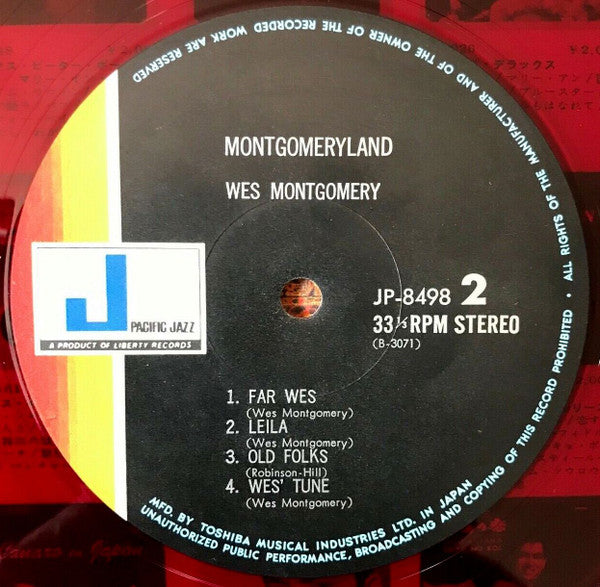 MONTGOMERYLAND
WES MONTGOMERY
J
PACIFIC JAZZ
A PRODUCT OF LIBERTY RECORDS
JP-8498 2
33⅓RPM STEREO
(B-3071)
1. FAR WES
(Wes Montgomery)
2. LEILA
(Wes Montgomery)
3. OLD FOLKS
(Robinson-Hill)
4. WES' TUNE
(Wes Montgomery)
MFD. BY TOSHIBA MUSICAL INDUSTRIES LTD. IN JAPAN
• ALL RIGHTS OF THE MANUFACTURER AND OF THE OWNER OF THE RECORDED WORK ARE RESERVED
UNAUTHORIZED PUBLIC PERFORMANCE, BROADCASTING AND COPYING OF THIS RECORD PROHIBITED